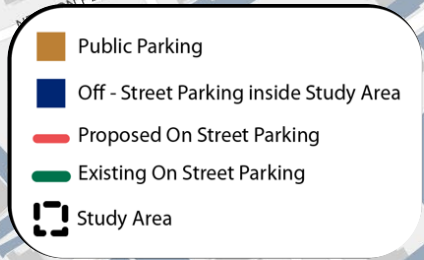 Public Parking
Off - Street Parking inside Study Area
Proposed On Street Parking
Existing On Street Parking
Study Area